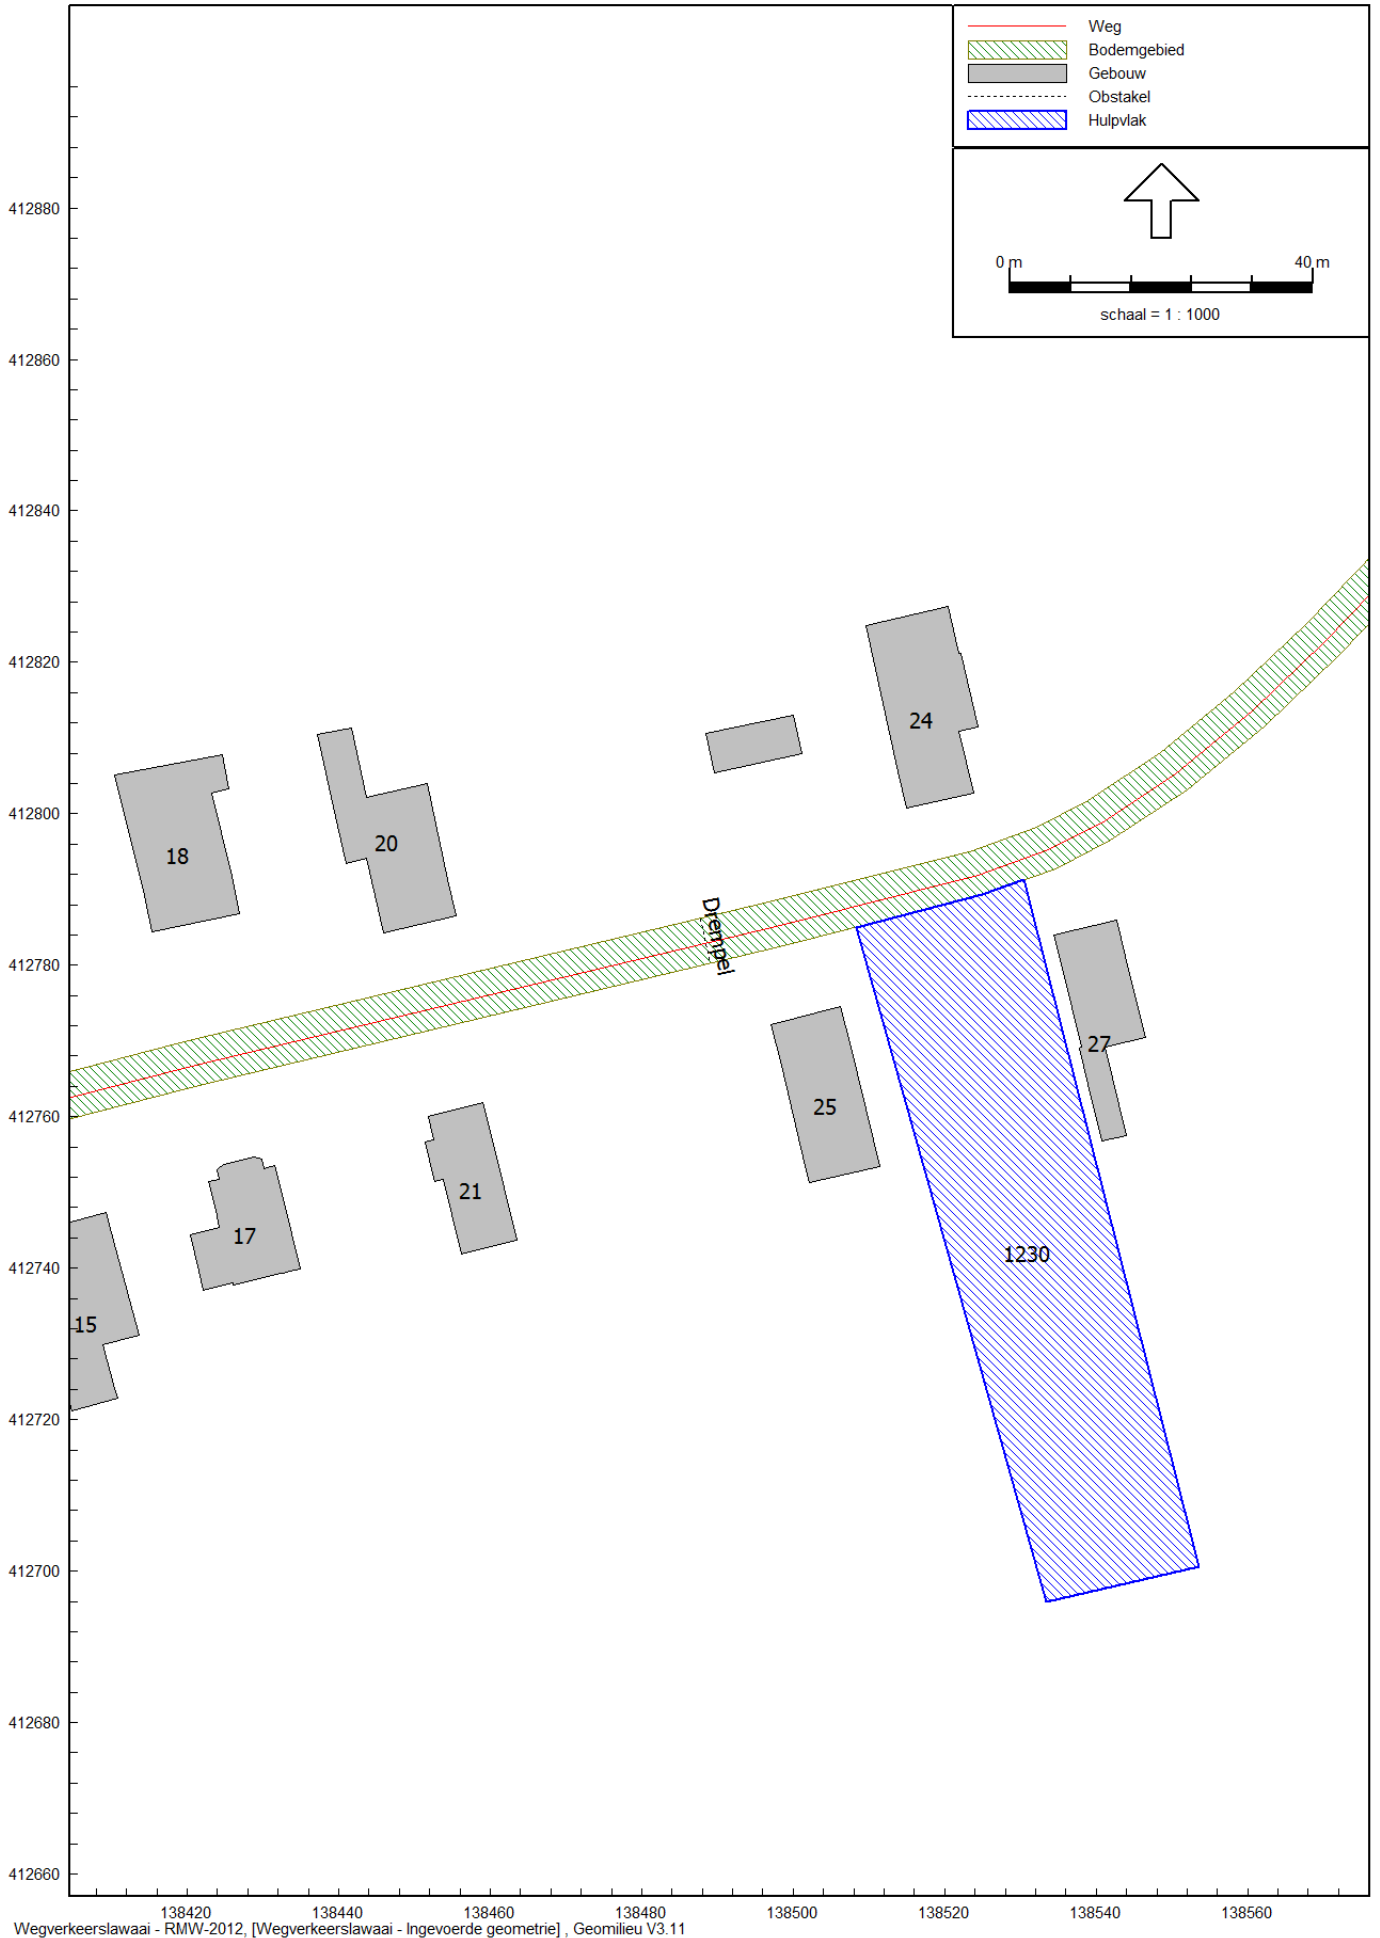 Weg
Bodemgebied
Gebouw
Obstakel
Hulpvlak
0 m 40 m
schaal = 1 : 1000
412880
412860
412840
412820
24
412800
20
18
Drempel
412780
27
25
412760
21
17
1230
412740
15
412720
412700
412680
412660
138420 138440 138460 138480 138500 138520 138540 138560
Wegverkeerslawaai - RMW-2012, [Wegverkeerslawaai - Ingevoerde geometrie] , Geomilieu V3.11